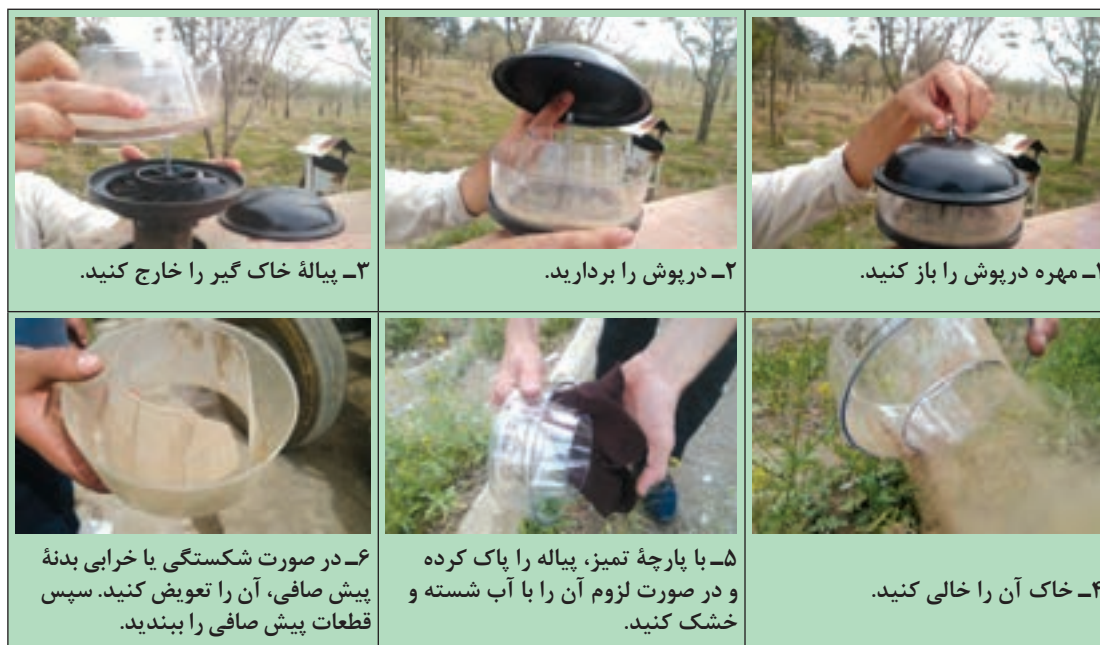 ۱ـ مهره درپوش را باز کنید.
۲ـ درپوش را بردارید.
۳ـ پیالهٔ خاک گیر را خارج کنید.
۴ـ خاک آن را خالی کنید.
۵ـ با پارچهٔ تمیز، پیاله را پاک کرده
و در صورت لزوم آن را با آب شسته و
خشک کنید.
۶ـ در صورت شکستگی یا خرابی بدنهٔ
پیش صافی، آن را تعویض کنید. سپس
قطعات پیش صافی را ببندید.